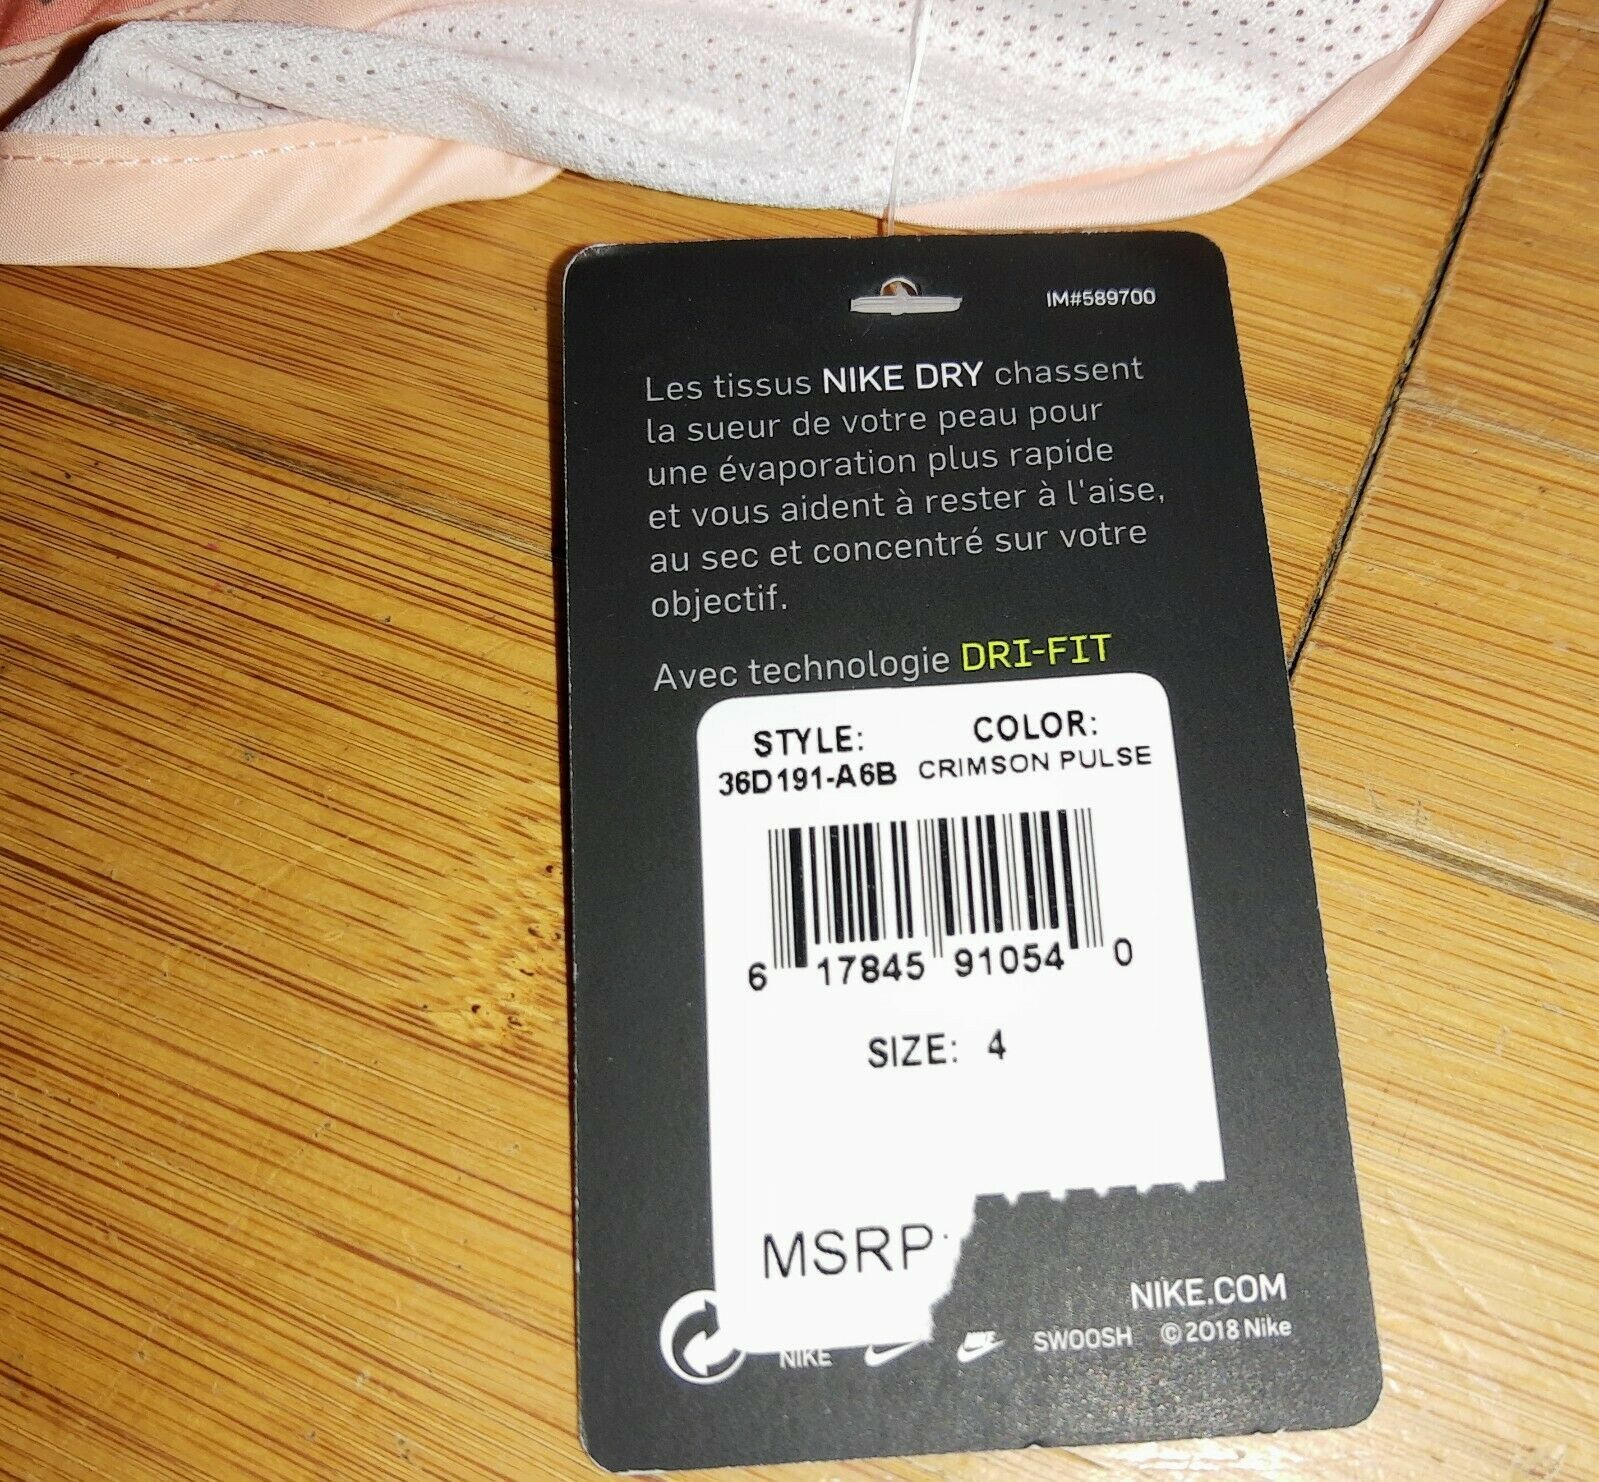 IM#589700
Les tissus NIKE DRY chassent
la sueur de votre peau pour
une évaporation plus rapide
et vous aident à rester à l'aise,
au sec et concentré sur votre
objectif.
Avec technologie DRI-FIT
STYLE: COLOR:
36D191-A6B CRIMSON PULSE
6 17845 91054 0
SIZE: 4
MSRP
NIKE.COM
NIKE NIKE SWOOSH © 2018 Nike